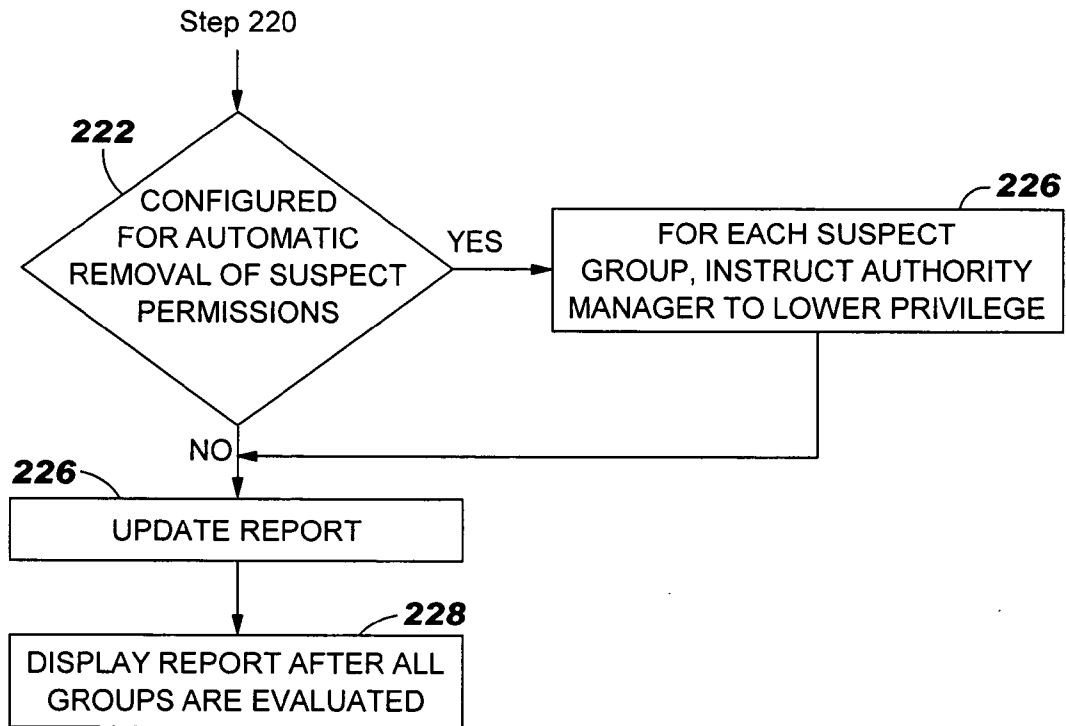 Step 220
222
CONFIGURED
FOR AUTOMATIC
REMOVAL OF SUSPECT
PERMISSIONS
YES
226
FOR EACH SUSPECT
GROUP, INSTRUCT AUTHORITY
MANAGER TO LOWER PRIVILEGE
NO
226
UPDATE REPORT
228
DISPLAY REPORT AFTER ALL
GROUPS ARE EVALUATED